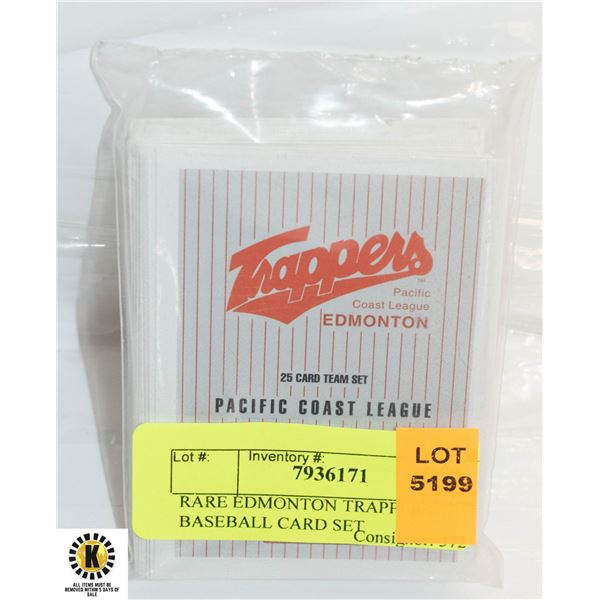 Trappers
TM
Pacific
Coast League
EDMONTON
25 CARD TEAM SET
PACIFIC COAST LEAGUE
Lot #:
Inventory #:
7936171
LOT
5199
RARE EDMONTON TRAPP
BASEBALL CARD SET
K
ALL ITEMS MUST BE
REMOVED WITHIN 5 DAYS OF
SALE